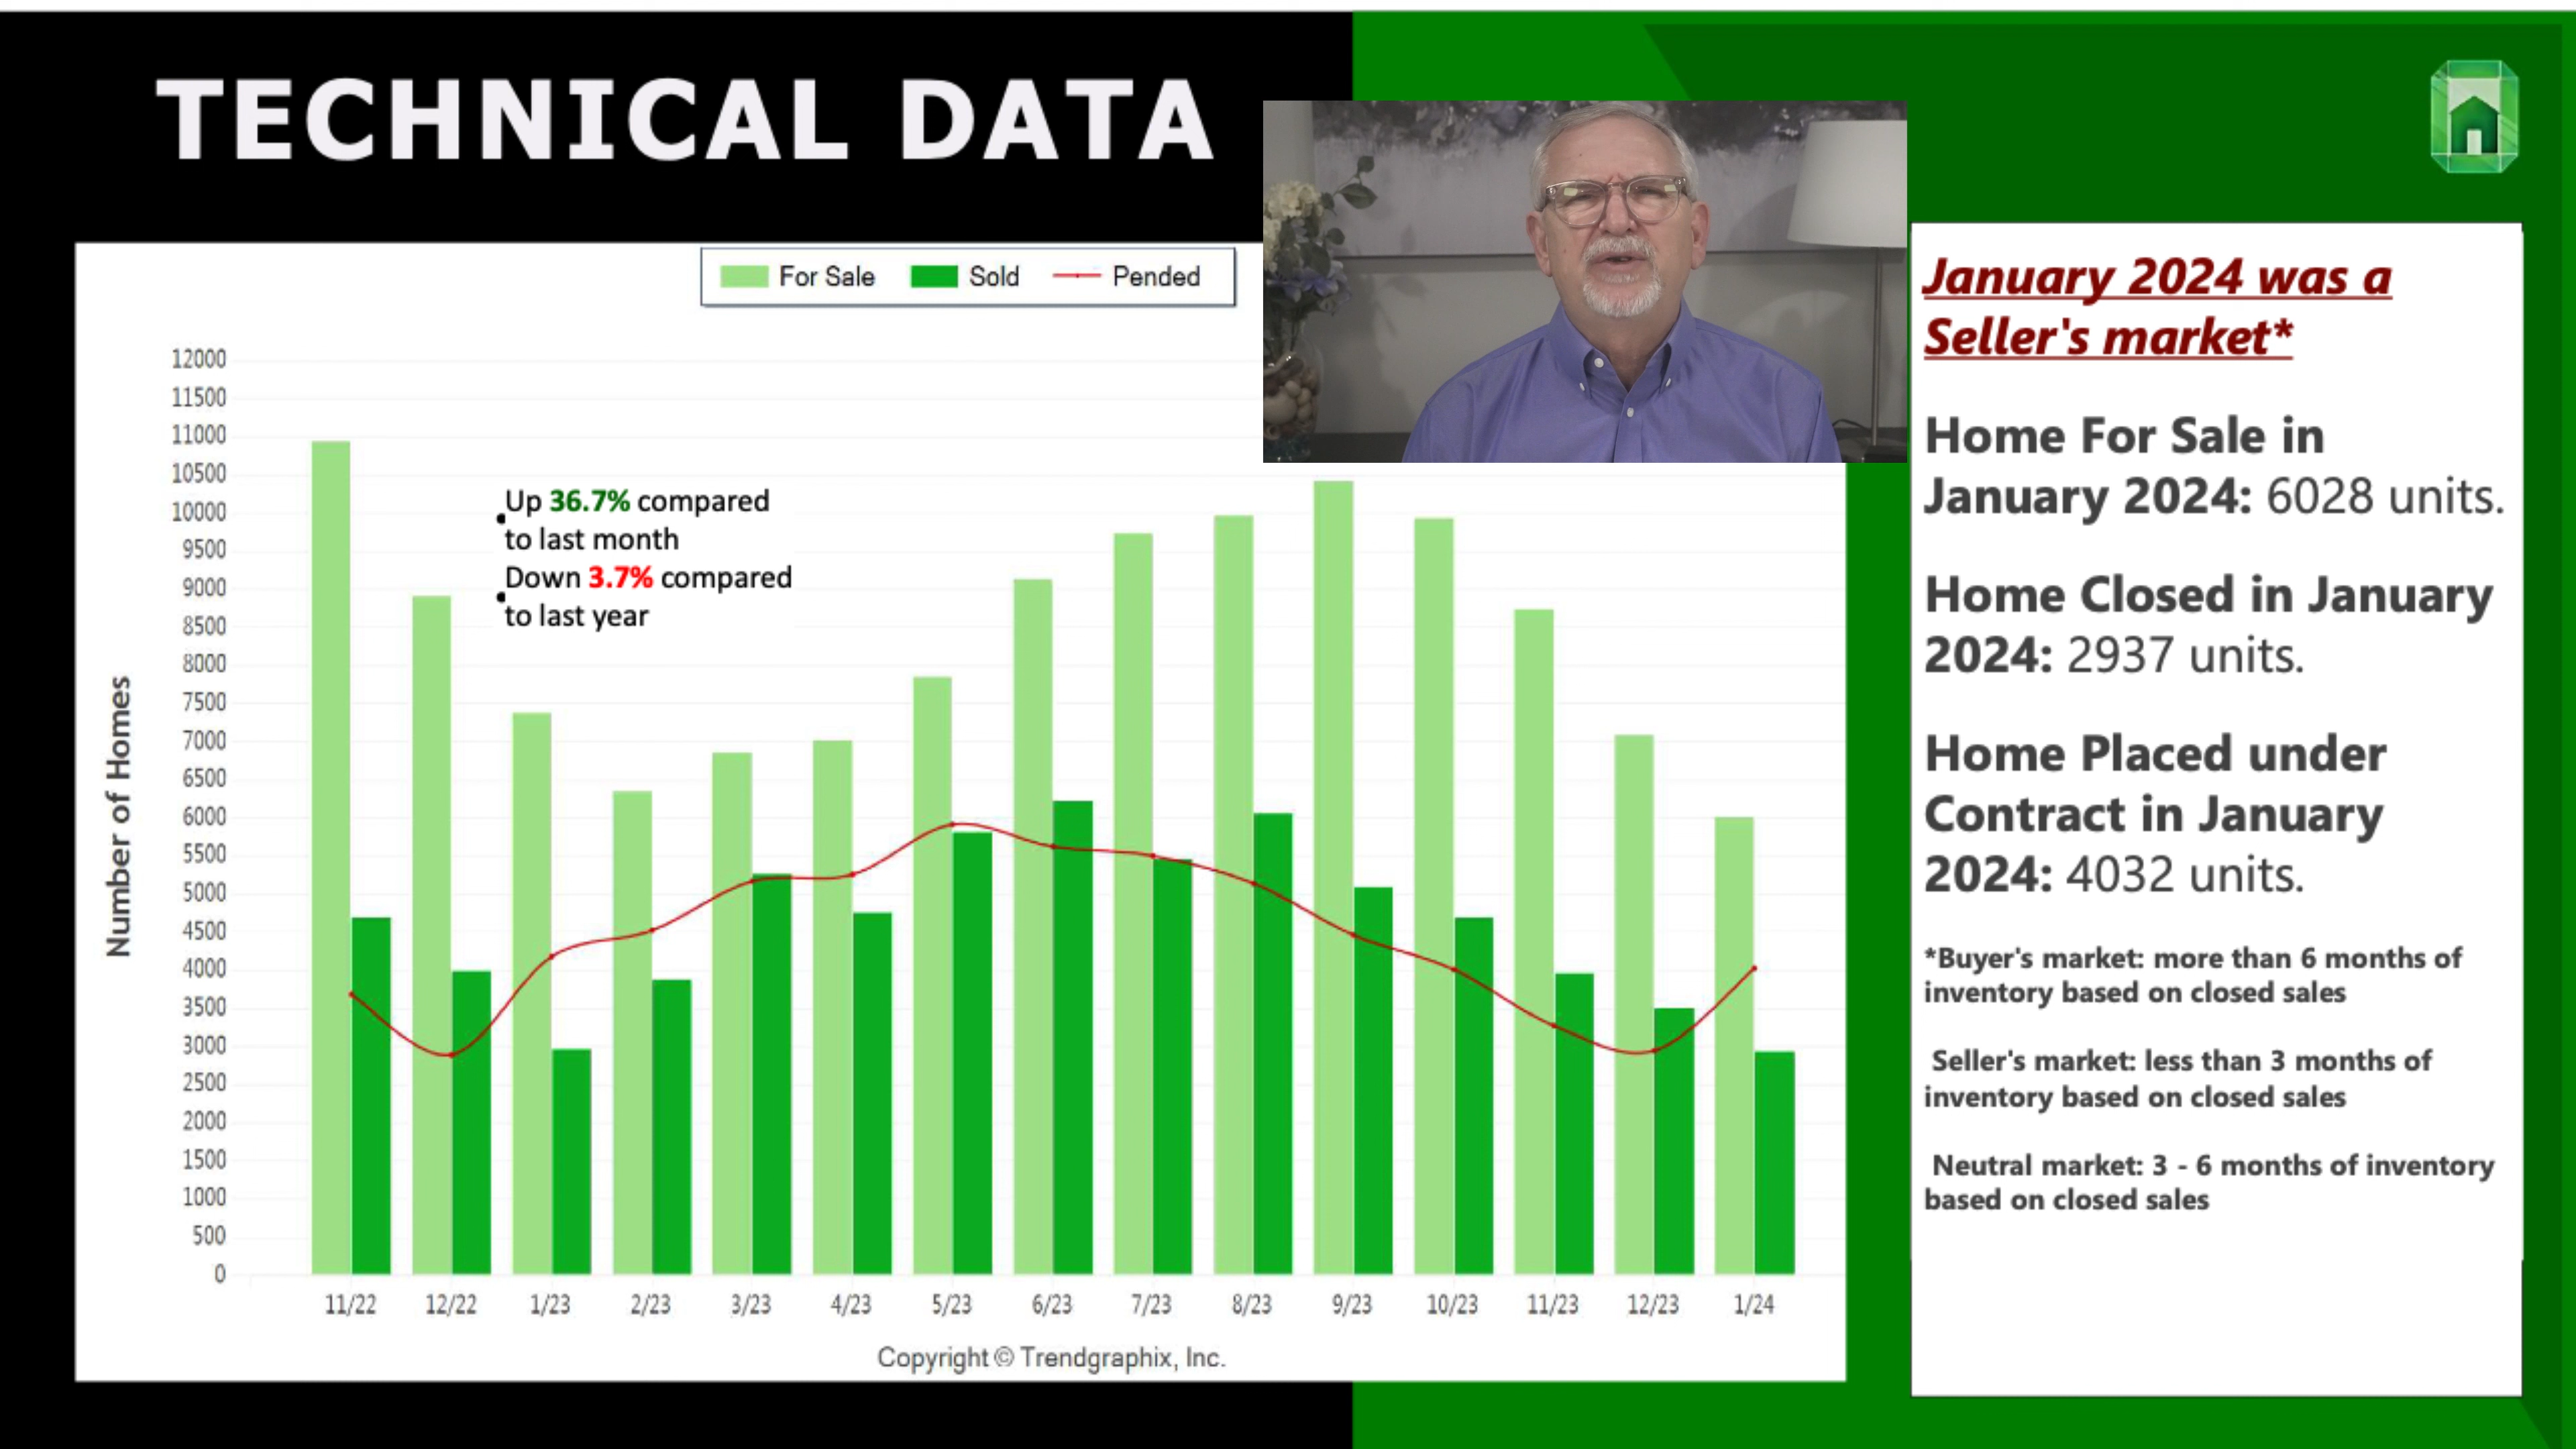 TECHNICAL DATA
For Sale
Sold
Pended
12000
11500
11000
10500
10000
9500
9000
8500
8000
7500
7000
6500
6000
5500
5000
4500
4000
3500
3000
2500
2000
1500
1000
500
0
Number of Homes
Up 36.7% compared
to last month
Down 3.7% compared
to last year
11/22
12/22
1/23
2/23
3/23
4/23
5/23
6/23
7/23
8/23
9/23
10/23
11/23
12/23
1/24
Copyright © Trendgraphix, Inc.
January 2024 was a
Seller's market*
Home For Sale in
January 2024: 6028 units.
Home Closed in January
2024: 2937 units.
Home Placed under
Contract in January
2024: 4032 units.
*Buyer's market: more than 6 months of
inventory based on closed sales
Seller's market: less than 3 months of
inventory based on closed sales
Neutral market: 3 - 6 months of inventory
based on closed sales